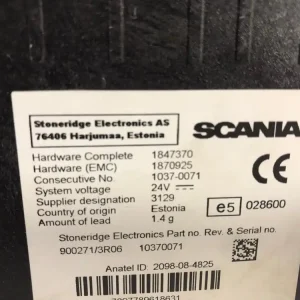 Stoneridge Electronics AS
76406 Harjumaa, Estonia
SCANIA
Hardware Complete 1847370
Hardware (EMC) 1870925
Consecutive No. 1037-0071
System voltage 24V
Supplier designation 3129
Country of origin Estonia
Amount of lead 1.4 g
CE
e5 028600
Stoneridge Electronics Part no. Rev. & Serial no.
900271/3R06 10370071
Anatel ID: 2098-08-4825